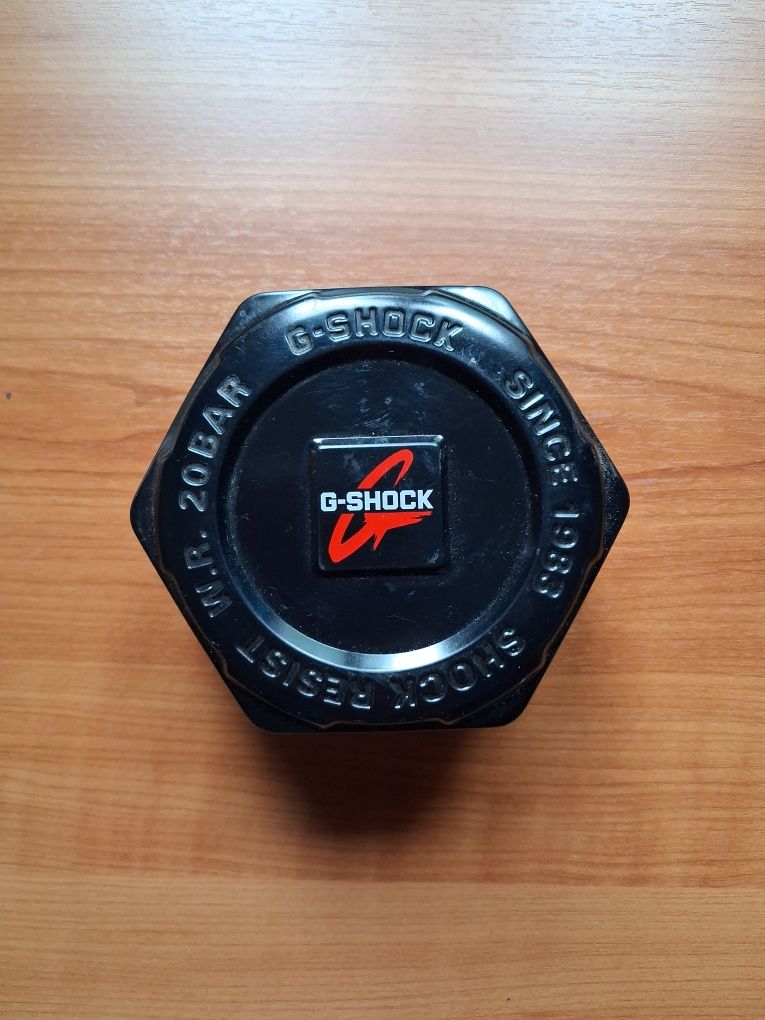 G-SHOCK
SINCE 1983
SHOCK RESIST
W.R. 20BAR
G-SHOCK